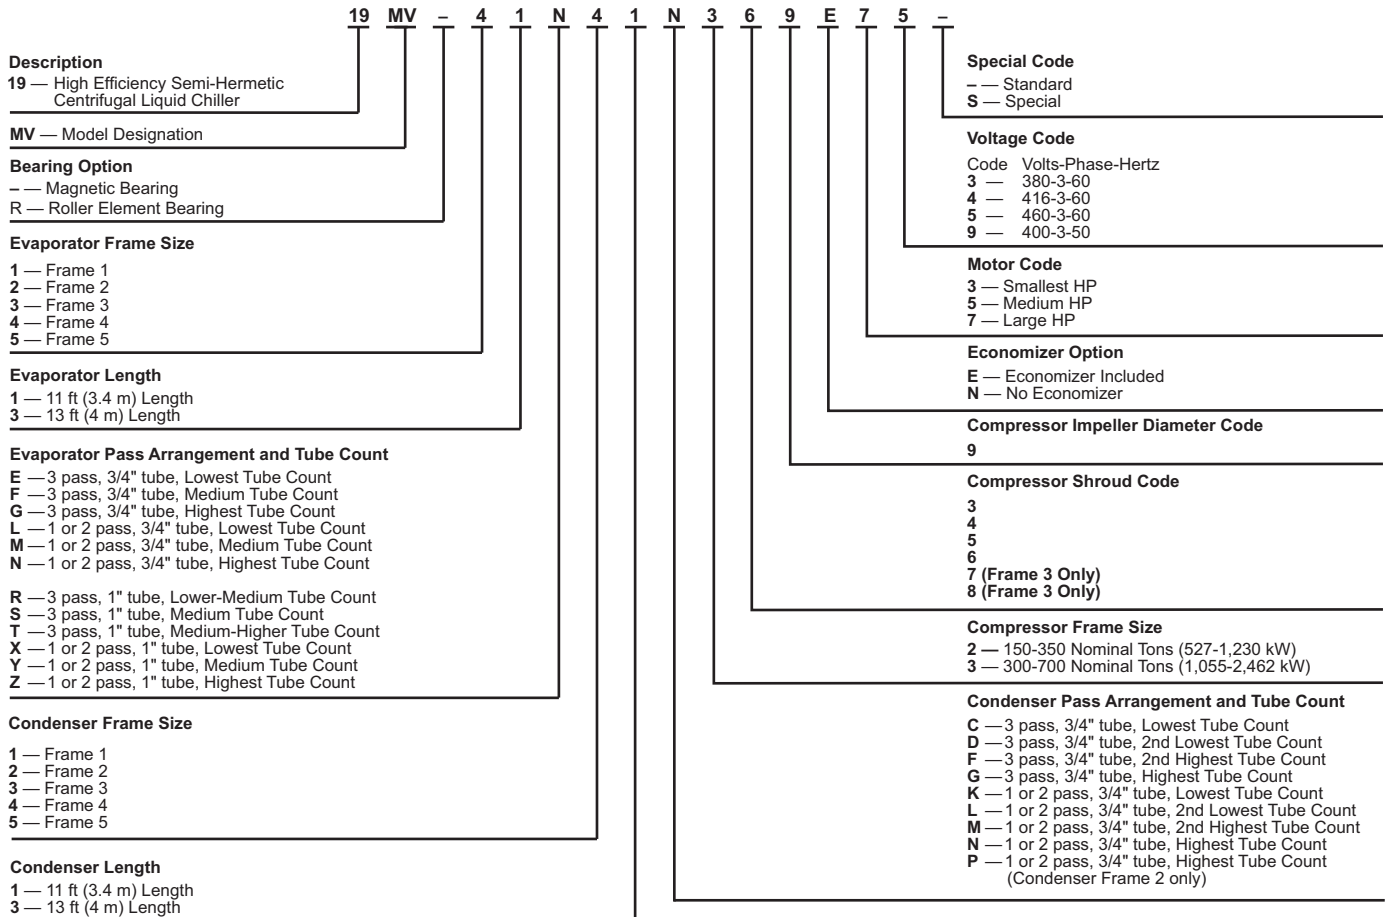 19 MV – 4 1 N 4 1 N 3 6 9 E 7 5 –
Description
19 — High Efficiency Semi-Hermetic
Centrifugal Liquid Chiller
MV — Model Designation
Bearing Option
– — Magnetic Bearing
R — Roller Element Bearing
Evaporator Frame Size
1 — Frame 1
2 — Frame 2
3 — Frame 3
4 — Frame 4
5 — Frame 5
Evaporator Length
1 — 11 ft (3.4 m) Length
3 — 13 ft (4 m) Length
Evaporator Pass Arrangement and Tube Count
E — 3 pass, 3/4" tube, Lowest Tube Count
F — 3 pass, 3/4" tube, Medium Tube Count
G — 3 pass, 3/4" tube, Highest Tube Count
L — 1 or 2 pass, 3/4" tube, Lowest Tube Count
M — 1 or 2 pass, 3/4" tube, Medium Tube Count
N — 1 or 2 pass, 3/4" tube, Highest Tube Count
R — 3 pass, 1" tube, Lower-Medium Tube Count
S — 3 pass, 1" tube, Medium Tube Count
T — 3 pass, 1" tube, Medium-Higher Tube Count
X — 1 or 2 pass, 1" tube, Lowest Tube Count
Y — 1 or 2 pass, 1" tube, Medium Tube Count
Z — 1 or 2 pass, 1" tube, Highest Tube Count
Condenser Frame Size
1 — Frame 1
2 — Frame 2
3 — Frame 3
4 — Frame 4
5 — Frame 5
Condenser Length
1 — 11 ft (3.4 m) Length
3 — 13 ft (4 m) Length
Special Code
– — Standard
S — Special
Voltage Code
Code Volts-Phase-Hertz
3 — 380-3-60
4 — 416-3-60
5 — 460-3-60
9 — 400-3-50
Motor Code
3 — Smallest HP
5 — Medium HP
7 — Large HP
Economizer Option
E — Economizer Included
N — No Economizer
Compressor Impeller Diameter Code
9
Compressor Shroud Code
3
4
5
6
7 (Frame 3 Only)
8 (Frame 3 Only)
Compressor Frame Size
2 — 150-350 Nominal Tons (527-1,230 kW)
3 — 300-700 Nominal Tons (1,055-2,462 kW)
Condenser Pass Arrangement and Tube Count
C — 3 pass, 3/4" tube, Lowest Tube Count
D — 3 pass, 3/4" tube, 2nd Lowest Tube Count
F — 3 pass, 3/4" tube, 2nd Highest Tube Count
G — 3 pass, 3/4" tube, Highest Tube Count
K — 1 or 2 pass, 3/4" tube, Lowest Tube Count
L — 1 or 2 pass, 3/4" tube, 2nd Lowest Tube Count
M — 1 or 2 pass, 3/4" tube, 2nd Highest Tube Count
N — 1 or 2 pass, 3/4" tube, Highest Tube Count
P — 1 or 2 pass, 3/4" tube, Highest Tube Count
(Condenser Frame 2 only)